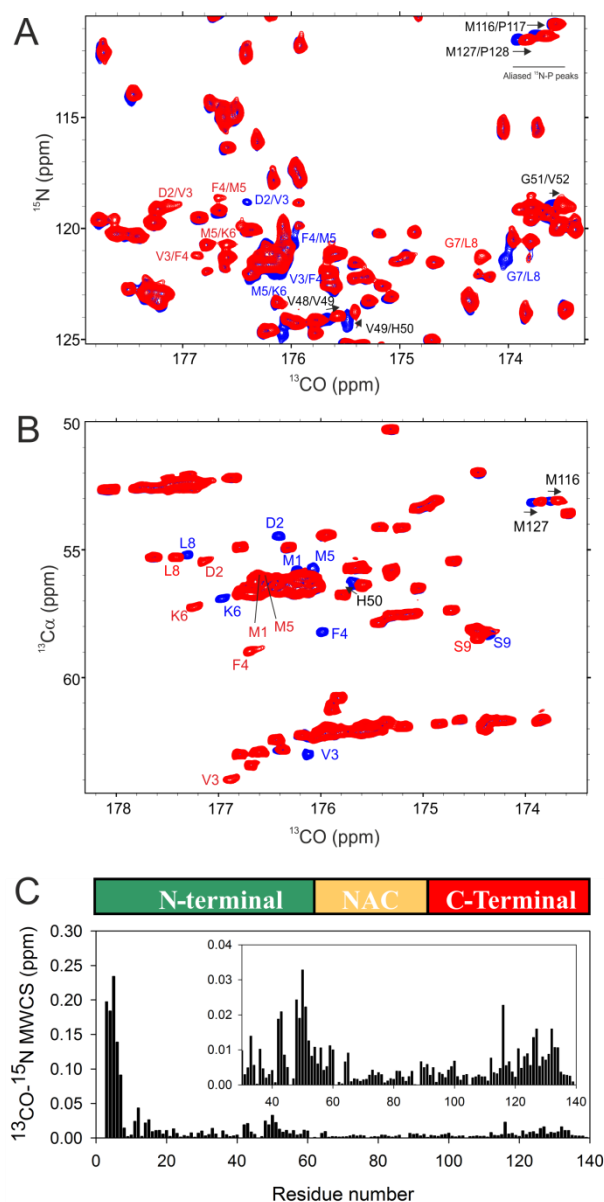 A
M116/P117
M127/P128
Aliased ¹⁵N-P peaks
115
D2/V3
F4/M5
D2/V3
G51/V52
¹⁵N (ppm)
120
M5/K6
F4/M5
G7/L8
V3/F4
V3/F4
G7/L8
M5/K6
V48/V49
V49/H50
125
177 176 175 174
¹³CO (ppm)
B
50
M116
M127
D2
L8
M1 M5
55
L8
D2
H50
¹³Cα (ppm)
K6
K6
M1
M5
F4
S9
S9
F4
60
V3
V3
178 177 176 175 174
¹³CO (ppm)
C
N-terminal NAC C-Terminal
0.30
0.25
0.20
0.15
0.10
0.05
0.00
¹³CO-¹⁵N MWCS (ppm)
0.04
0.03
0.02
0.01
0.00
40 60 80 100 120 140
0 20 40 60 80 100 120 140
Residue number